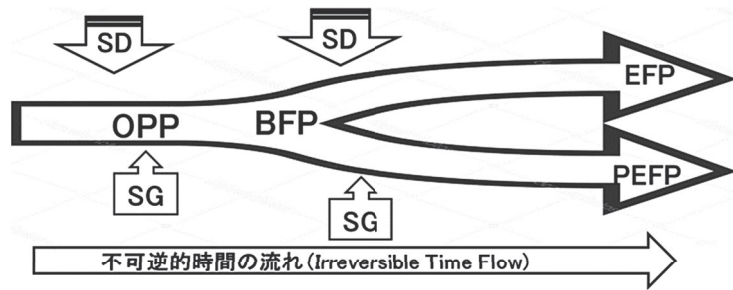 SD
SD
EFP
OPP
BFP
PEFP
SG
SG
不可逆的時間の流れ(Irreversible Time Flow)